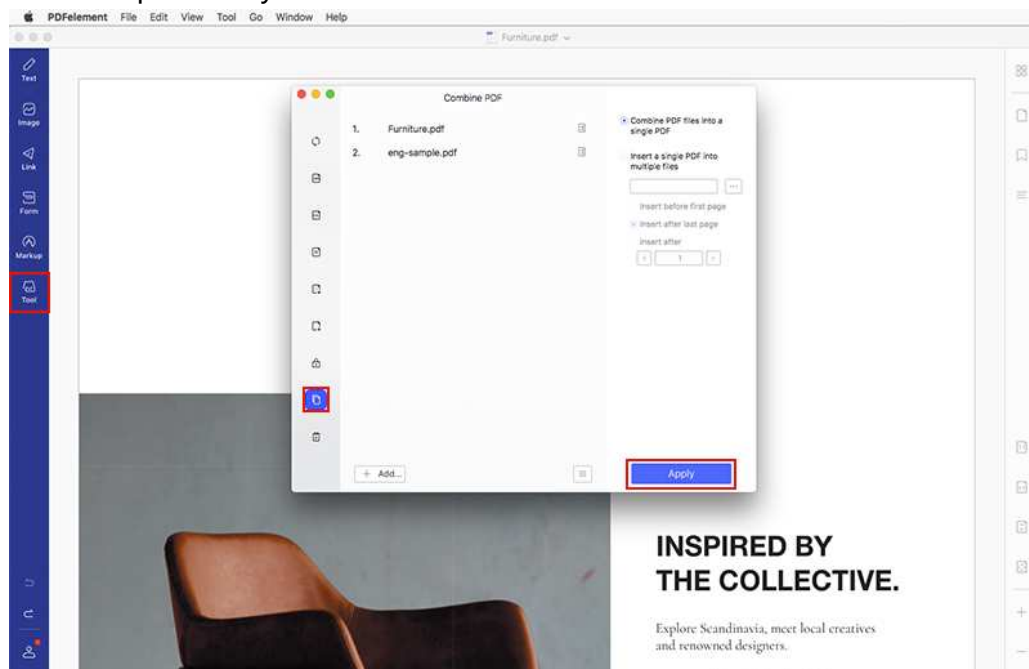 PDFelement File Edit View Tool Go Window Help
Furniture.pdf
Text
Image
Link
Form
Markup
Tool
Combine PDF
1. Furniture.pdf
2. eng-sample.pdf
+ Add...
Combine PDF files into a
single PDF
Insert a single PDF into
multiple files
...
Insert before first page
Insert after last page
Insert after
1
Apply
INSPIRED BY
THE COLLECTIVE.
Explore Scandinavia, meet local creatives
and renowned designers.